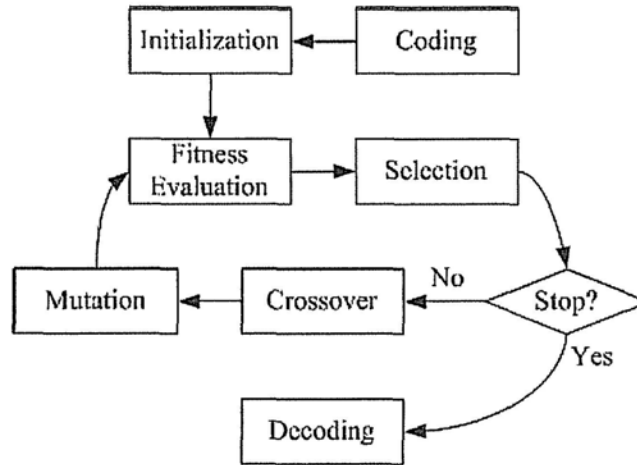 Initialization
Coding
Fitness
Evaluation
Selection
Mutation
Crossover
No
Stop?
Yes
Decoding